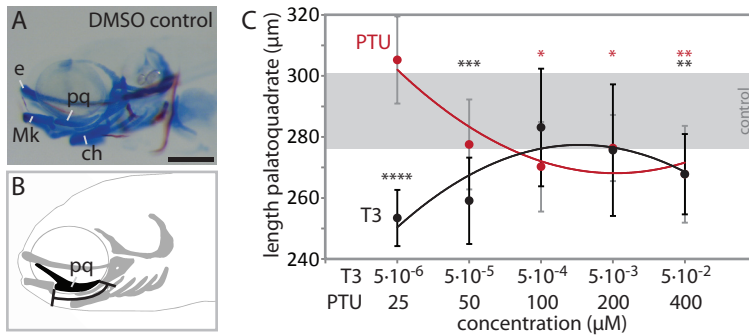 A
DMSO control
e
pq
Mk
ch
B
pq
C
length palatoquadrate (µm)
320
300
280
260
240
PTU
T3
****
***
*
*
**
**
control
T3 5·10⁻⁶ 5·10⁻⁵ 5·10⁻⁴ 5·10⁻³ 5·10⁻²
PTU 25 50 100 200 400
concentration (µM)